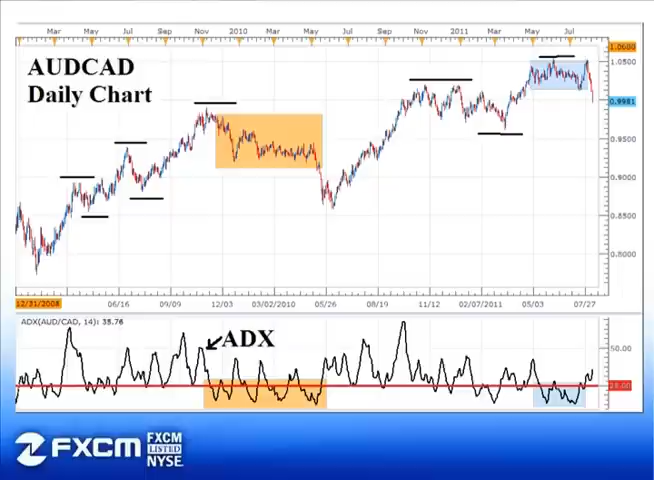 Mar May Jul Sep Nov 2010 Mar May Jul Sep Nov 2011 Mar May Jul
AUDCAD
Daily Chart
1.0600
1.0500
0.9981
0.9500
0.9000
0.8500
0.8000
12/31/2008 06/16 09/09 12/03 03/02/2010 05/26 08/19 11/12 02/07/2011 05/03 07/27
ADX(AUD/CAD, 14): 35.76
ADX
50.00
25.00
FXCM
FXCM
LISTED
NYSE